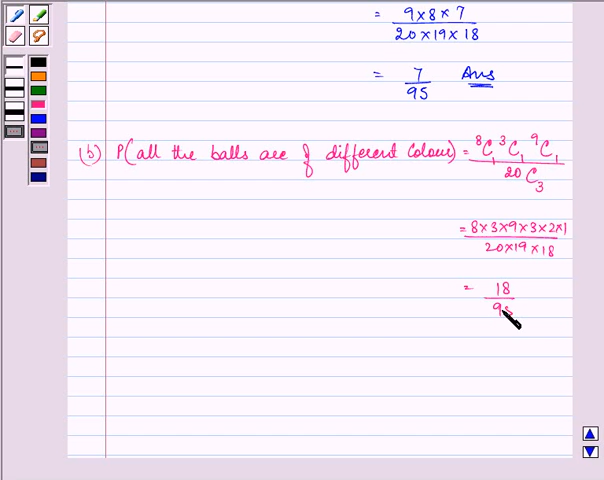 = 9 × 8 × 7 / 20 × 19 × 18
= 7 / 95 Ans
(b) P(all the balls are of different Colour) = ⁸C₁ ³C₁ ⁹C₁ / ²⁰C₃
= 8 × 3 × 9 × 3 × 2 × 1 / 20 × 19 × 18
= 18 / 95